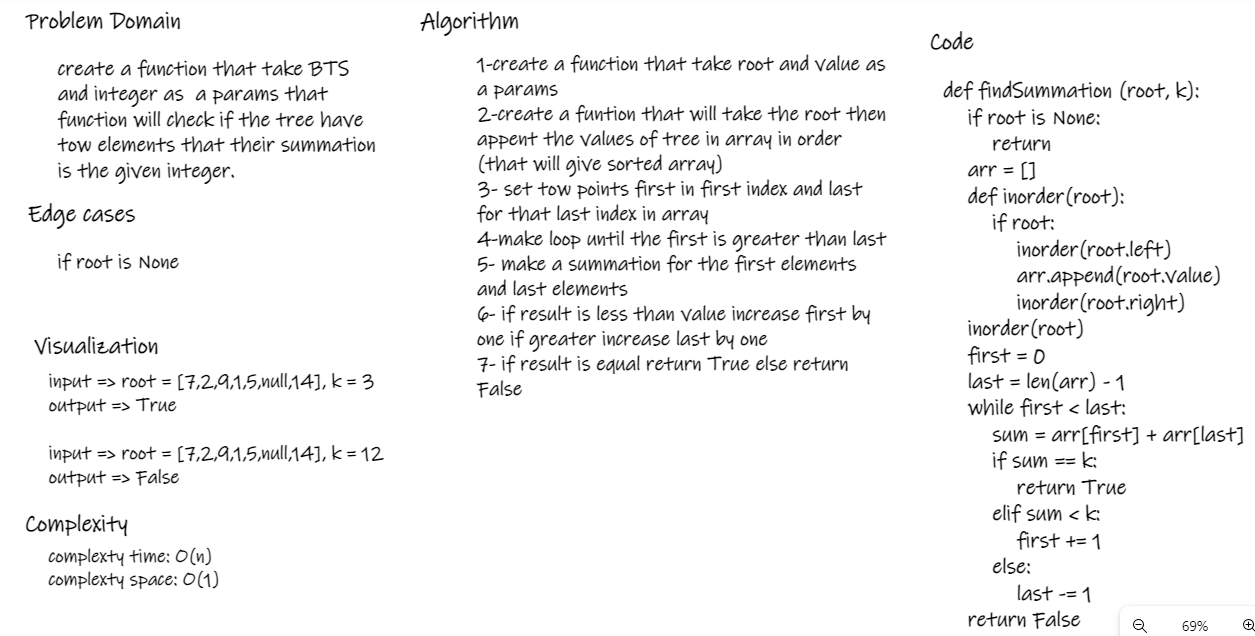 Problem Domain
create a function that take BTS
and integer as a params that
function will check if the tree have
tow elements that their summation
is the given integer.
Edge cases
if root is None
Visualization
input => root = [7,2,9,1,5,null,14], k = 3
output => True
input => root = [7,2,9,1,5,null,14], k = 12
output => False
Complexity
complexty time: O(n)
complexty space: O(1)
Algorithm
1-create a function that take root and value as
a params
2-create a funtion that will take the root then
appent the values of tree in array in order
(that will give sorted array)
3- set tow points first in first index and last
for that last index in array
4-make loop until the first is greater than last
5- make a summation for the first elements
and last elements
6- if result is less than value increase first by
one if greater increase last by one
7- if result is equal return True else return
False
Code
def findSummation (root, k):
if root is None:
return
arr = []
def inorder(root):
if root:
inorder(root.left)
arr.append(root.value)
inorder(root.right)
inorder(root)
first = 0
last = len(arr) - 1
while first < last:
sum = arr[first] + arr[last]
if sum == k:
return True
elif sum < k:
first += 1
else:
last -= 1
return False
69%